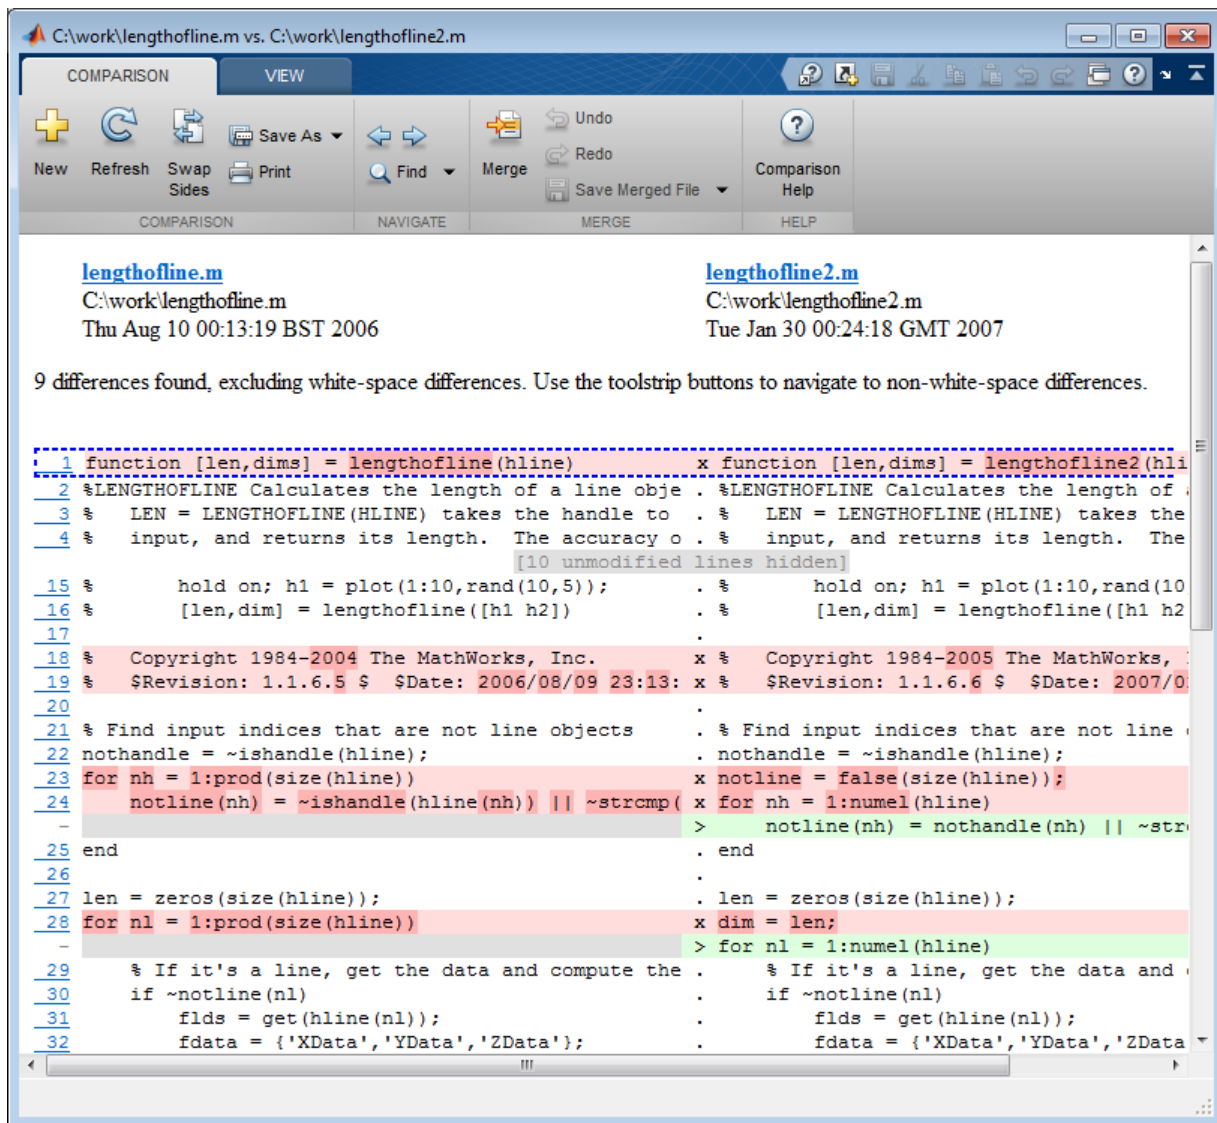 C:\work\lengthofline.m vs. C:\work\lengthofline2.m
COMPARISON VIEW
New Refresh Swap Sides Save As Print Find Merge Undo Redo Save Merged File Comparison Help
COMPARISON NAVIGATE MERGE HELP
lengthofline.m lengthofline2.m
C:\work\lengthofline.m C:\work\lengthofline2.m
Thu Aug 10 00:13:19 BST 2006 Tue Jan 30 00:24:18 GMT 2007
9 differences found, excluding white-space differences. Use the toolstrip buttons to navigate to non-white-space differences.
1 function [len,dims] = lengthofline(hline) x function [len,dims] = lengthofline2(hli
2 %LENGTHOFLINE Calculates the length of a line obje . %LENGTHOFLINE Calculates the length of
3 %   LEN = LENGTHOFLINE(HLINE) takes the handle to . %   LEN = LENGTHOFLINE(HLINE) takes the
4 %   input, and returns its length.  The accuracy o . %   input, and returns its length.  The
[10 unmodified lines hidden]
15 %       hold on; h1 = plot(1:10,rand(10,5)); . %       hold on; h1 = plot(1:10,rand(10
16 %       [len,dim] = lengthofline([h1 h2]) . %       [len,dim] = lengthofline([h1 h2
17 .
18 %   Copyright 1984-2004 The MathWorks, Inc. x %   Copyright 1984-2005 The MathWorks,
19 %   $Revision: 1.1.6.5 $  $Date: 2006/08/09 23:13: x %   $Revision: 1.1.6.6 $  $Date: 2007/0
20 .
21 % Find input indices that are not line objects . % Find input indices that are not line
22 nothandle = ~ishandle(hline); . nothandle = ~ishandle(hline);
23 for nh = 1:prod(size(hline)) x notline = false(size(hline));
24     notline(nh) = ~ishandle(hline(nh)) || ~strcmp( x for nh = 1:numel(hline)
- >     notline(nh) = nothandle(nh) || ~str
25 end . end
26 .
27 len = zeros(size(hline)); . len = zeros(size(hline));
28 for nl = 1:prod(size(hline)) x dim = len;
- > for nl = 1:numel(hline)
29     % If it's a line, get the data and compute the .     % If it's a line, get the data and
30     if ~notline(nl) .     if ~notline(nl)
31         flds = get(hline(nl)); .         flds = get(hline(nl));
32         fdata = {'XData','YData','ZData'}; .         fdata = {'XData','YData','ZData